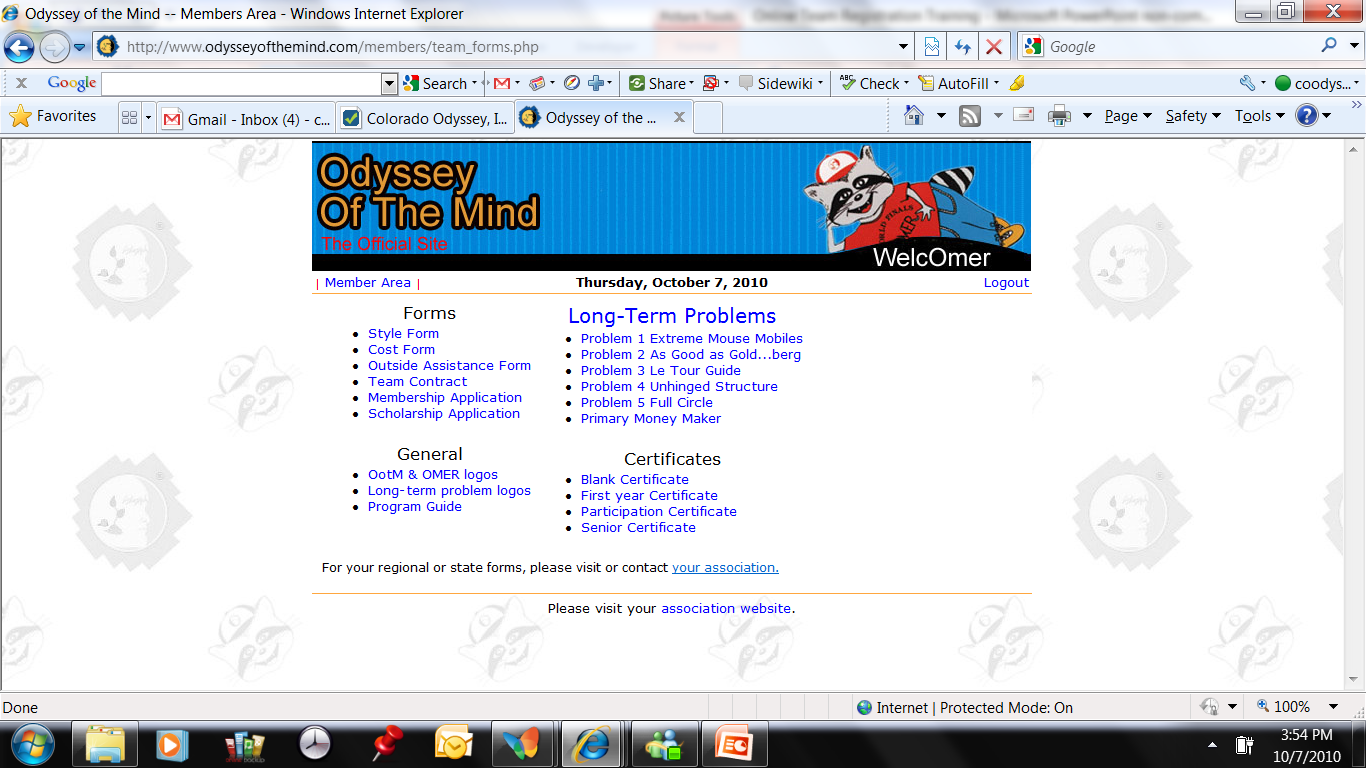 Odyssey of the Mind -- Members Area - Windows Internet Explorer
http://www.odysseyofthemind.com/members/team_forms.php
Google
Google
Search
Share
Sidewiki
Check
AutoFill
coodys...
Favorites
Gmail - Inbox (4) - c...
Colorado Odyssey, I...
Odyssey of the ...
Page
Safety
Tools
Odyssey
Of The Mind
The Official Site
WelcOmer
| Member Area |
Thursday, October 7, 2010
Logout
Forms
Style Form
Cost Form
Outside Assistance Form
Team Contract
Membership Application
Scholarship Application
Long-Term Problems
Problem 1 Extreme Mouse Mobiles
Problem 2 As Good as Gold...berg
Problem 3 Le Tour Guide
Problem 4 Unhinged Structure
Problem 5 Full Circle
Primary Money Maker
General
OotM & OMER logos
Long-term problem logos
Program Guide
Certificates
Blank Certificate
First year Certificate
Participation Certificate
Senior Certificate
For your regional or state forms, please visit or contact your association.
Please visit your association website.
Done
Internet | Protected Mode: On
100%
3:54 PM
10/7/2010